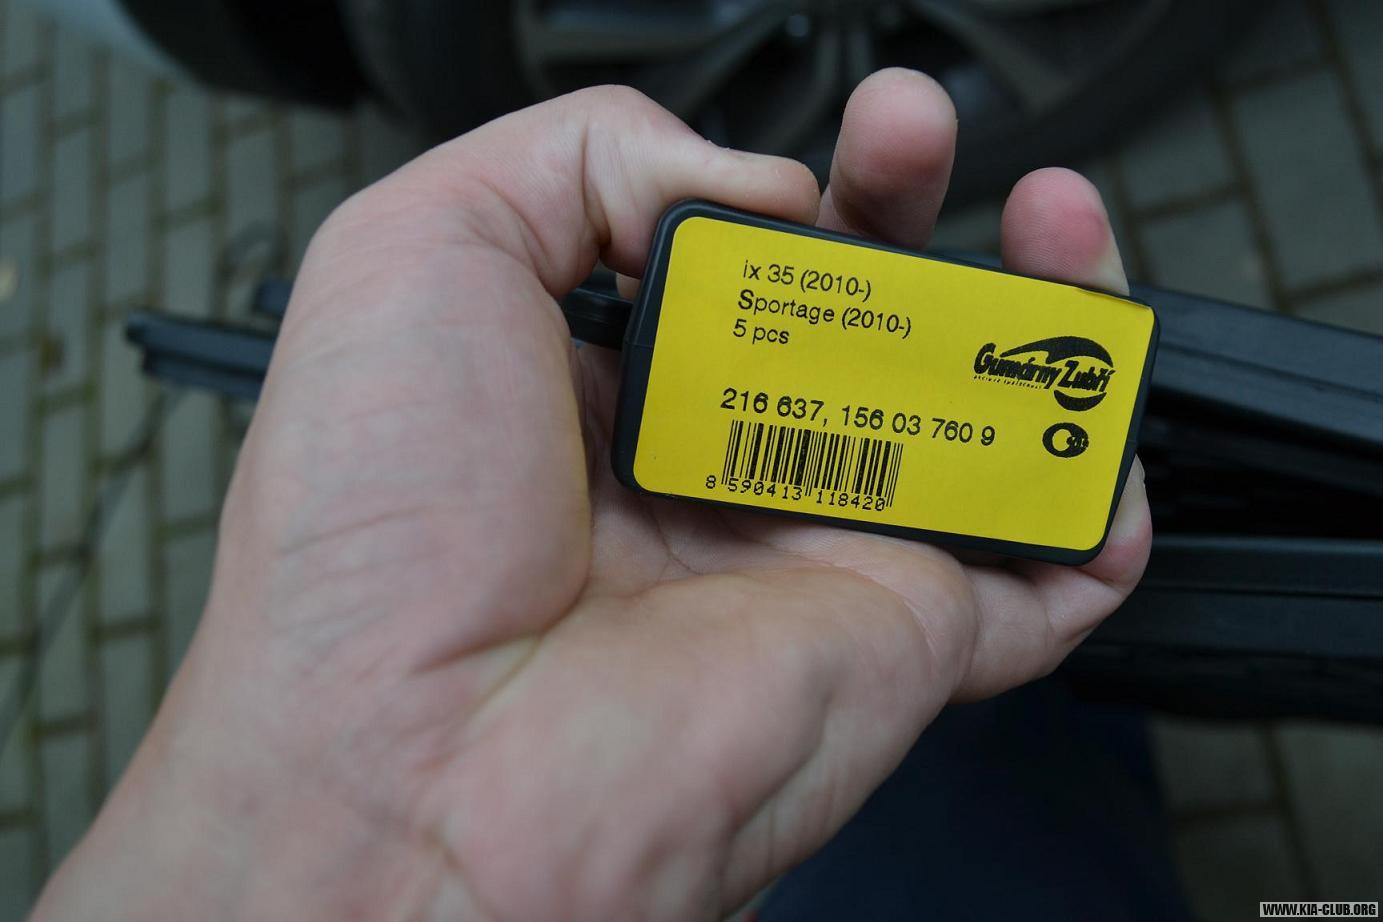 ix 35 (2010-)
Sportage (2010-)
5 pcs
Gumárny Zubří
216 637, 156 03 760 9
8 590413 118420
WWW.KIA-CLUB.ORG